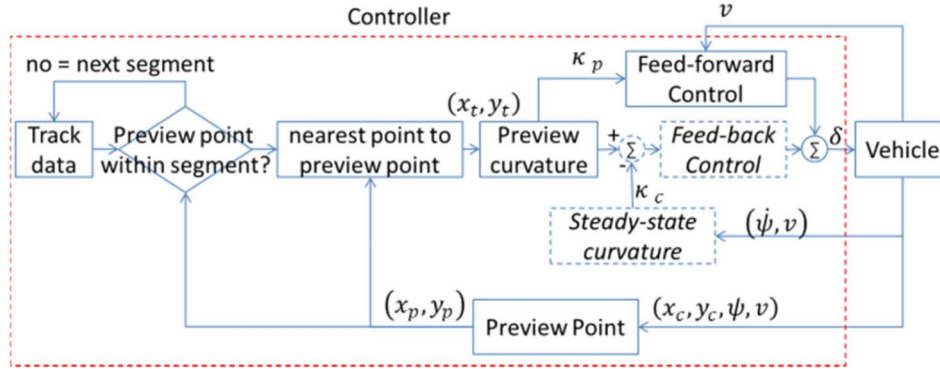 Controller
v
no = next segment
κ p
Feed-forward
Control
(x_t, y_t)
Track
data
Preview point
within segment?
nearest point to
preview point
Preview
curvature
+
Σ
-
Feed-back
Control
Σ
δ
Vehicle
κ c
Steady-state
curvature
(ψ̇, v)
(x_p, y_p)
Preview Point
(x_c, y_c, ψ, v)